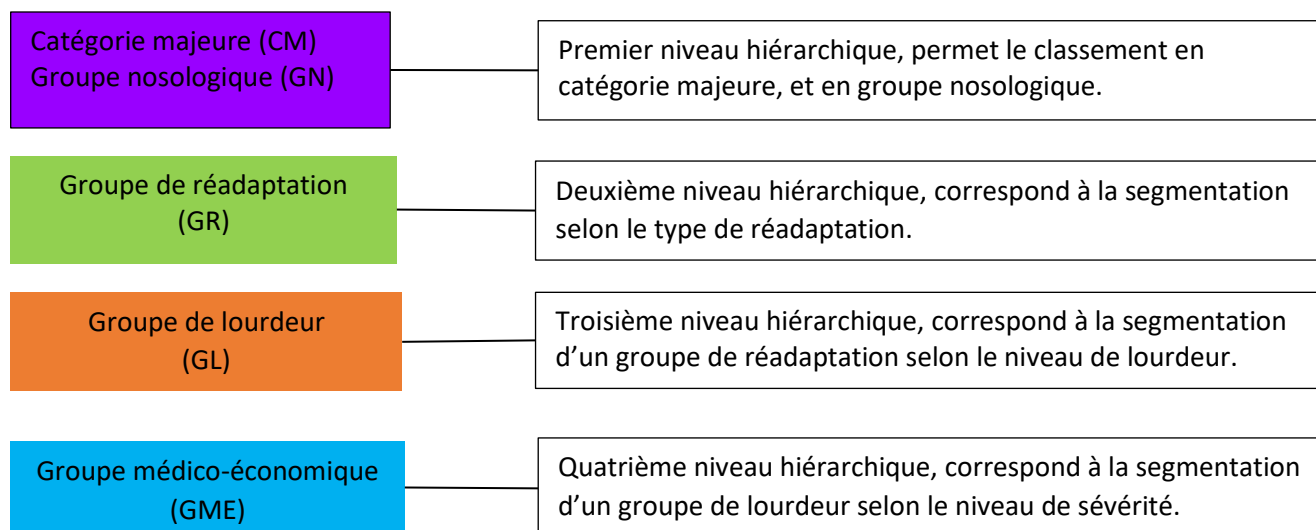 Catégorie majeure (CM)
Groupe nosologique (GN)
Premier niveau hiérarchique, permet le classement en
catégorie majeure, et en groupe nosologique.
Groupe de réadaptation
(GR)
Deuxième niveau hiérarchique, correspond à la segmentation
selon le type de réadaptation.
Groupe de lourdeur
(GL)
Troisième niveau hiérarchique, correspond à la segmentation
d’un groupe de réadaptation selon le niveau de lourdeur.
Groupe médico-économique
(GME)
Quatrième niveau hiérarchique, correspond à la segmentation
d’un groupe de lourdeur selon le niveau de sévérité.